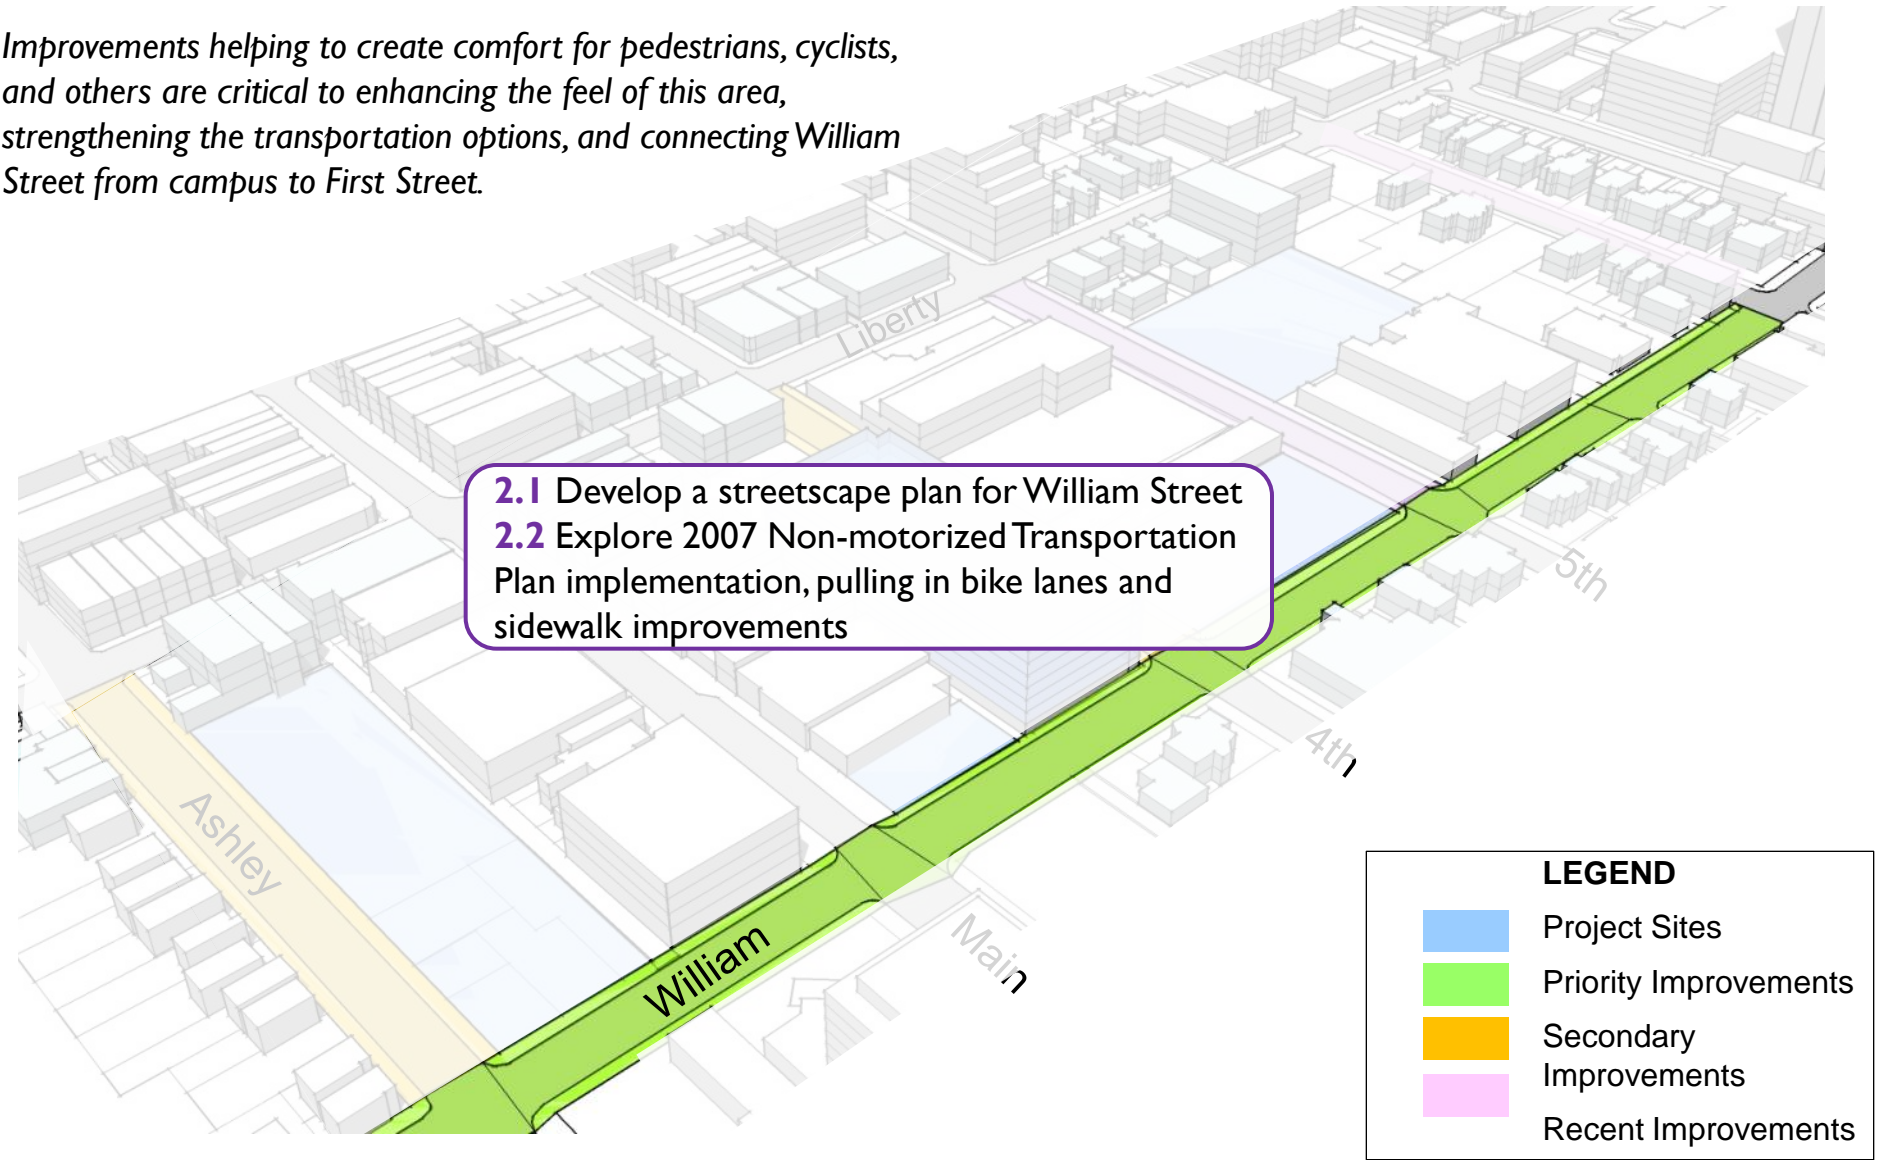 Improvements helping to create comfort for pedestrians, cyclists,
and others are critical to enhancing the feel of this area,
strengthening the transportation options, and connecting William
Street from campus to First Street.
Liberty
2.1 Develop a streetscape plan for William Street
2.2 Explore 2007 Non-motorized Transportation
Plan implementation, pulling in bike lanes and
sidewalk improvements
5th
4th
Ashley
Main
William
LEGEND
Project Sites
Priority Improvements
Secondary
Improvements
Recent Improvements